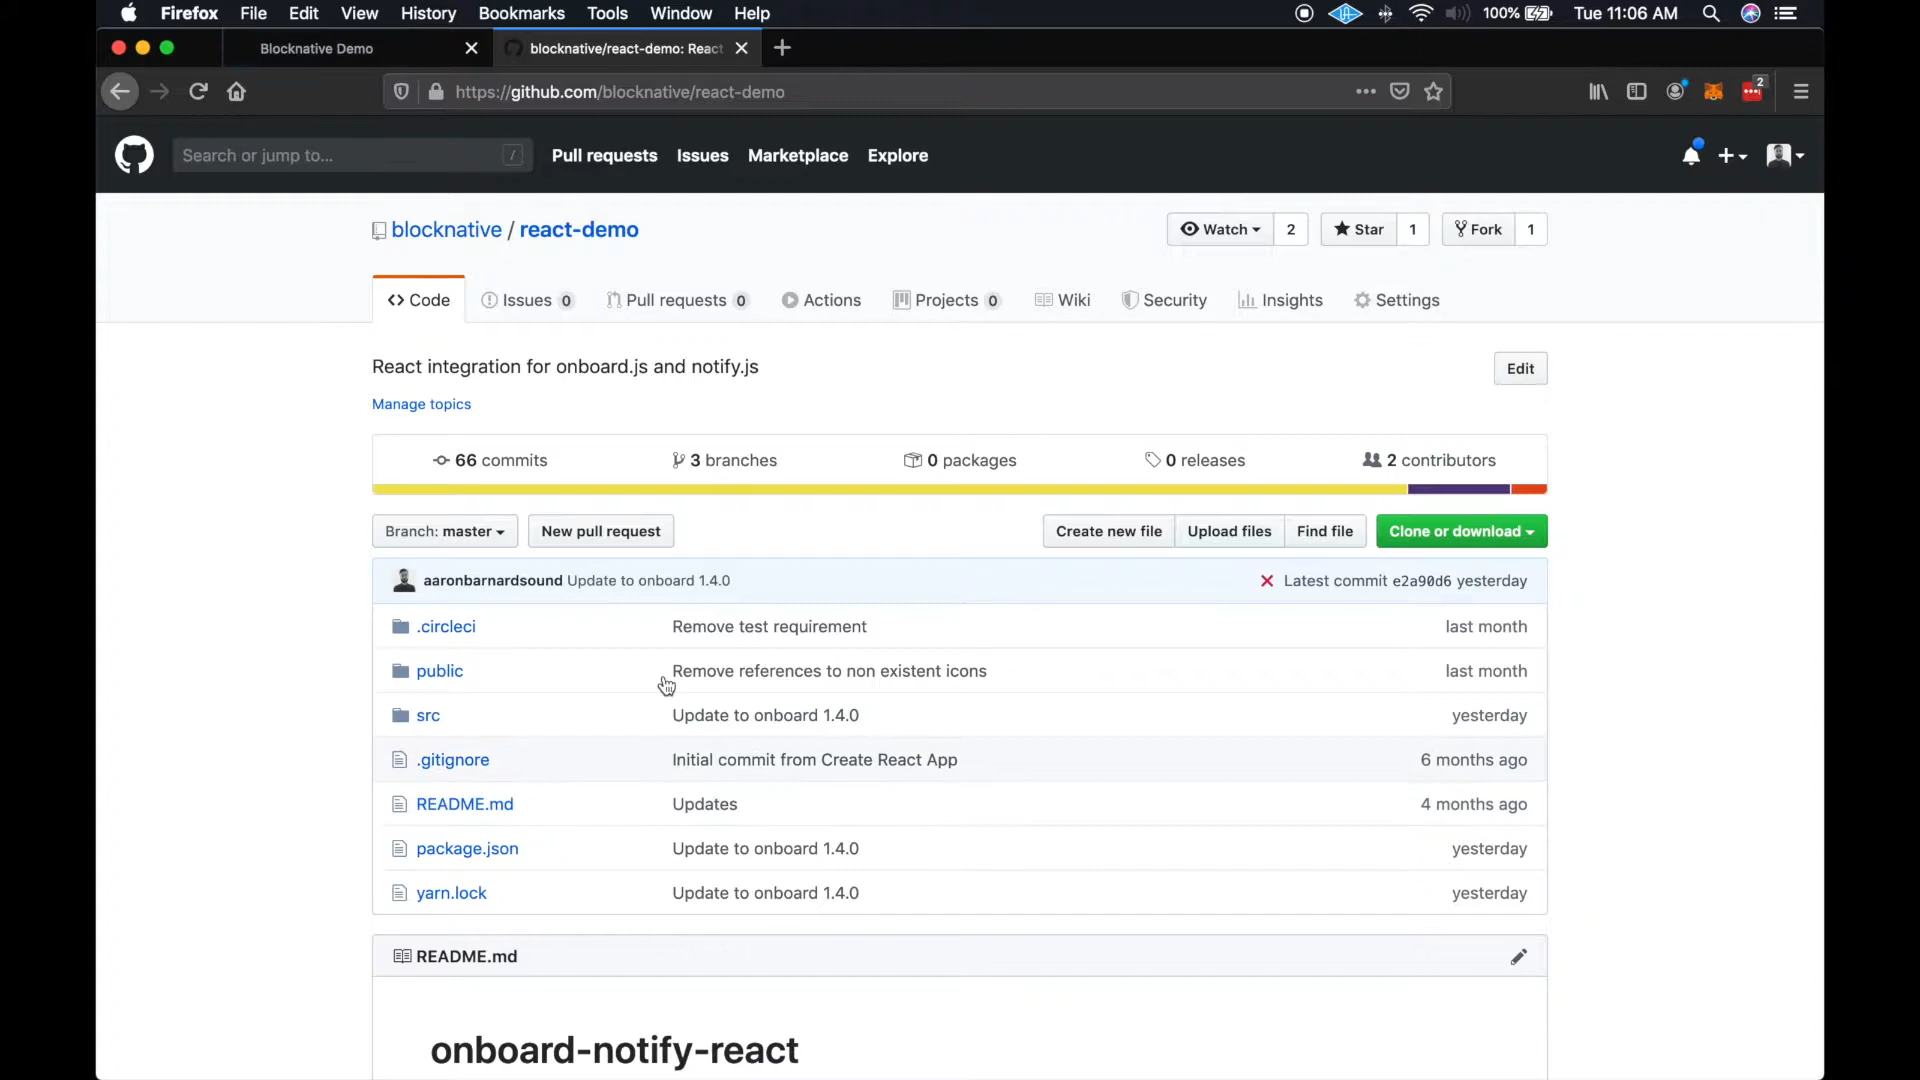 Firefox File Edit View History Bookmarks Tools Window Help 100% Tue 11:06 AM
Blocknative Demo blocknative/react-demo: React
https://github.com/blocknative/react-demo 2
Search or jump to... / Pull requests Issues Marketplace Explore
blocknative / react-demo Watch 2 Star 1 Fork 1
Code Issues 0 Pull requests 0 Actions Projects 0 Wiki Security Insights Settings
React integration for onboard.js and notify.js Edit
Manage topics
66 commits 3 branches 0 packages 0 releases 2 contributors
Branch: master New pull request Create new file Upload files Find file Clone or download
aaronbarnardsound Update to onboard 1.4.0 Latest commit e2a90d6 yesterday
.circleci Remove test requirement last month
public Remove references to non existent icons last month
src Update to onboard 1.4.0 yesterday
.gitignore Initial commit from Create React App 6 months ago
README.md Updates 4 months ago
package.json Update to onboard 1.4.0 yesterday
yarn.lock Update to onboard 1.4.0 yesterday
README.md
onboard-notify-react